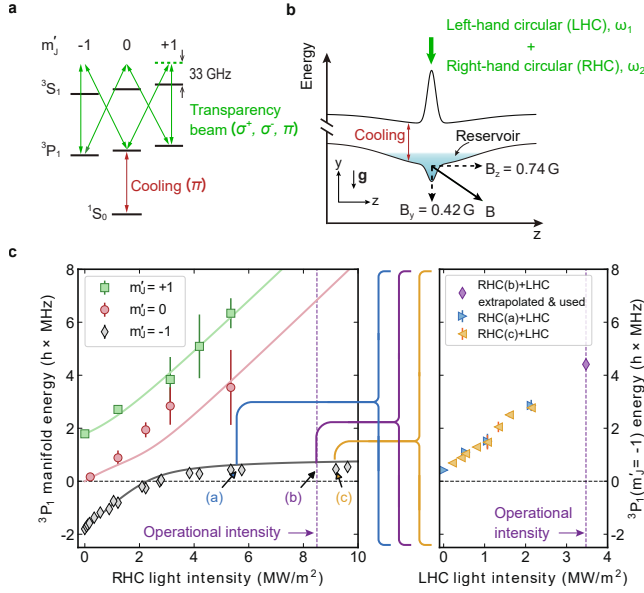 a
m'J -1 0 +1
33 GHz
³S₁
Transparency
beam (σ⁺, σ⁻, π)
³P₁
Cooling (π)
¹S₀
b
Left-hand circular (LHC), ω₁
+
Right-hand circular (RHC), ω₂
Energy
Cooling
Reservoir
y
g
z
B_z = 0.74 G
B_y = 0.42 G
B
z
c
³P₁ manifold energy (h × MHz)
8
6
4
2
0
-2
m'J = +1
m'J = 0
m'J = -1
(a)
(b)
(c)
Operational
intensity
0 2 4 6 8 10
RHC light intensity (MW/m²)
RHC(b)+LHC
extrapolated & used
RHC(a)+LHC
RHC(c)+LHC
Operational
intensity
0 1 2 3 4
LHC light intensity (MW/m²)
8
6
4
2
0
-2
³P₁(m'J = -1) energy (h × MHz)